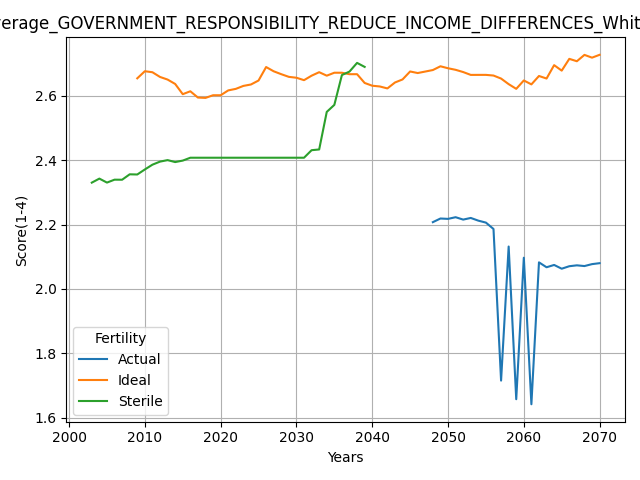 verage_GOVERNMENT_RESPONSIBILITY_REDUCE_INCOME_DIFFERENCES_Whit
Score(1-4)
2.6
2.4
2.2
2.0
1.8
1.6
Fertility
Actual
Ideal
Sterile
2000 2010 2020 2030 2040 2050 2060 2070
Years